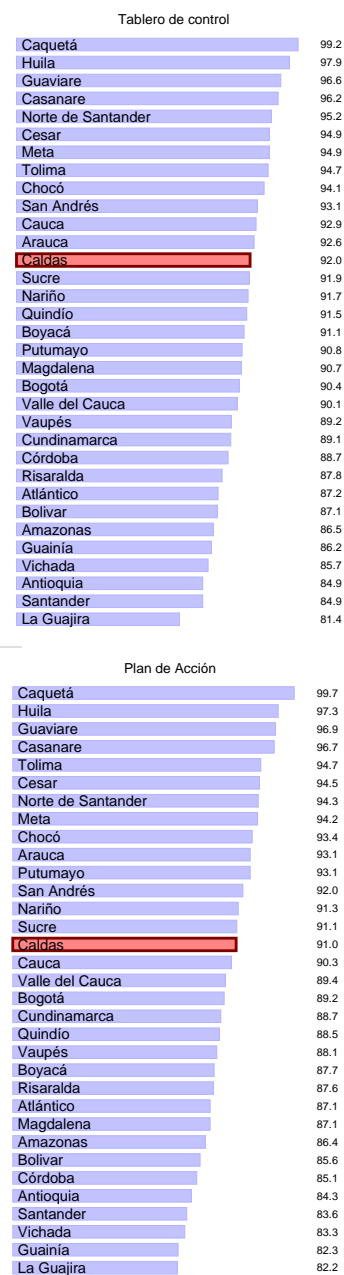 Tablero de control
Caquetá 99.2
Huila 97.9
Guaviare 96.6
Casanare 96.2
Norte de Santander 95.2
Cesar 94.9
Meta 94.9
Tolima 94.7
Chocó 94.1
San Andrés 93.1
Cauca 92.9
Arauca 92.6
Caldas 92.0
Sucre 91.9
Nariño 91.7
Quindío 91.5
Boyacá 91.1
Putumayo 90.8
Magdalena 90.7
Bogotá 90.4
Valle del Cauca 90.1
Vaupés 89.2
Cundinamarca 89.1
Córdoba 88.7
Risaralda 87.8
Atlántico 87.2
Bolivar 87.1
Amazonas 86.5
Guainía 86.2
Vichada 85.7
Antioquia 84.9
Santander 84.9
La Guajira 81.4
Plan de Acción
Caquetá 99.7
Huila 97.3
Guaviare 96.9
Casanare 96.7
Tolima 94.7
Cesar 94.5
Norte de Santander 94.3
Meta 94.2
Chocó 93.4
Arauca 93.1
Putumayo 93.1
San Andrés 92.0
Nariño 91.3
Sucre 91.1
Caldas 91.0
Cauca 90.3
Valle del Cauca 89.4
Bogotá 89.2
Cundinamarca 88.7
Quindío 88.5
Vaupés 88.1
Boyacá 87.7
Risaralda 87.6
Atlántico 87.1
Magdalena 87.1
Amazonas 86.4
Bolivar 85.6
Córdoba 85.1
Antioquia 84.3
Santander 83.6
Vichada 83.3
Guainía 82.3
La Guajira 82.2